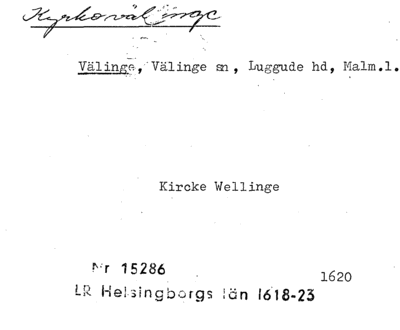 Kyrkovälinge
Välinge, Välinge sn, Luggude hd, Malm.l.
Kircke Wellinge
Nr 15286
1620
LR Helsingborgs län 1618-23